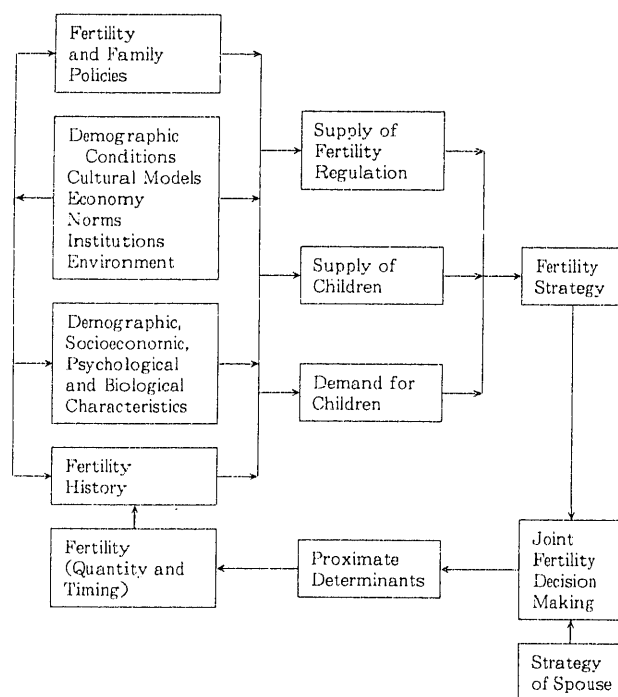 Fertility
and Family
Policies
Demographic
Conditions
Cultural Models
Economy
Norms
Institutions
Environment
Demographic,
Socioeconomic,
Psychological
and Biological
Characteristics
Fertility
History
Fertility
(Quantity and
Timing)
Supply of
Fertility
Regulation
Supply of
Children
Demand for
Children
Proximate
Determinants
Fertility
Strategy
Joint
Fertility
Decision
Making
Strategy
of Spouse